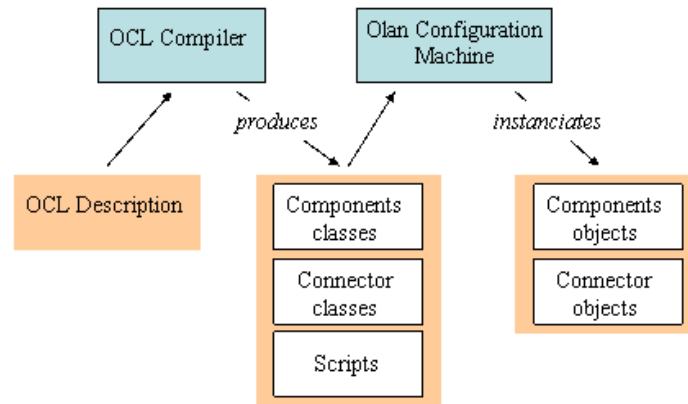 OCL Compiler
Olan Configuration
Machine
produces
instanciates
OCL Description
Components
classes
Connector
classes
Scripts
Components
objects
Connector
objects